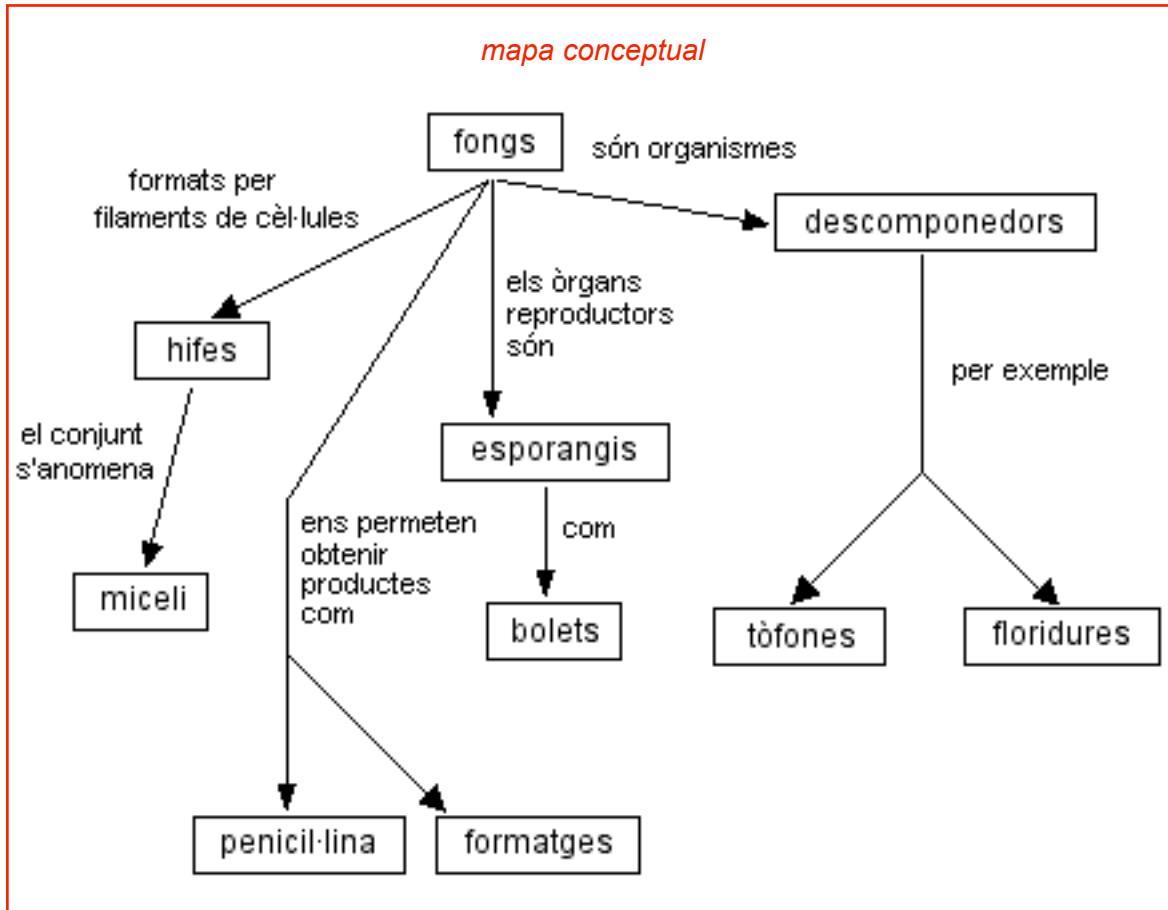 mapa conceptual
fongs
són organismes
formats per
filaments de cèl·lules
descomponedors
els òrgans
reproductors
són
hifes
per exemple
el conjunt
s'anomena
esporangis
ens permeten
obtenir
productes
com
com
miceli
bolets
tòfones
floridures
penicil·lina
formatges